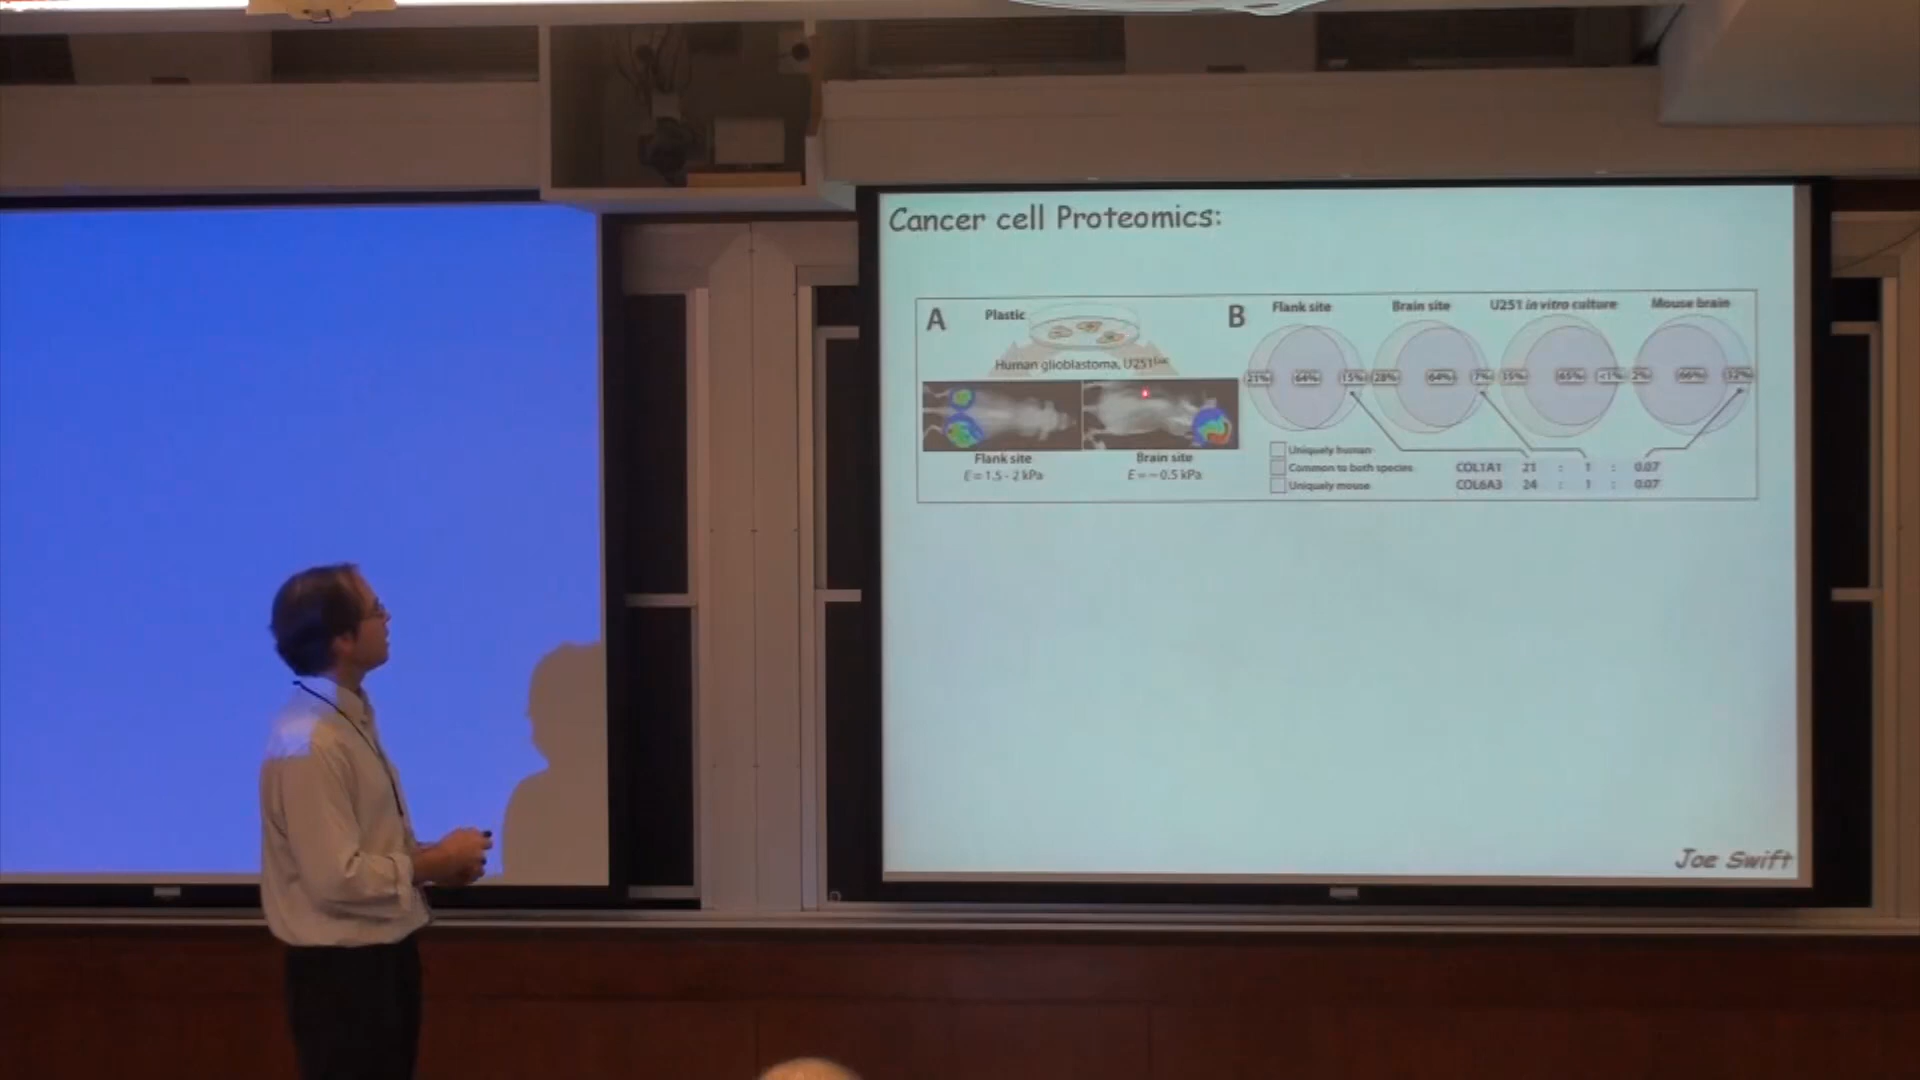 Cancer cell Proteomics:
A
Plastic
Human glioblastoma, U251Luc
Flank site
E = 1.5 - 2 kPa
Brain site
E = ~ 0.5 kPa
B
Flank site
Brain site
U251 in vitro culture
Mouse brain
21% 64% 15%
28% 64% 7%
35% 65% <1%
2% 66% 32%
Uniquely human
Common to both species
Uniquely mouse
COL1A1 21 : 1 : 0.07
COL6A3 24 : 1 : 0.07
Joe Swift